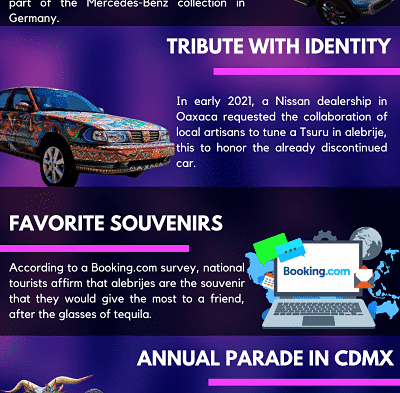 part of the Mercedes-Benz collection in
Germany.
TRIBUTE WITH IDENTITY
In early 2021, a Nissan dealership in
Oaxaca requested the collaboration of
local artisans to tune a Tsuru in alebrije,
this to honor the already discontinued
car.
OAXACA
FAVORITE SOUVENIRS
According to a Booking.com survey, national
tourists affirm that alebrijes are the souvenir
that they would give the most to a friend,
after the glasses of tequila.
Booking.com
ANNUAL PARADE IN CDMX